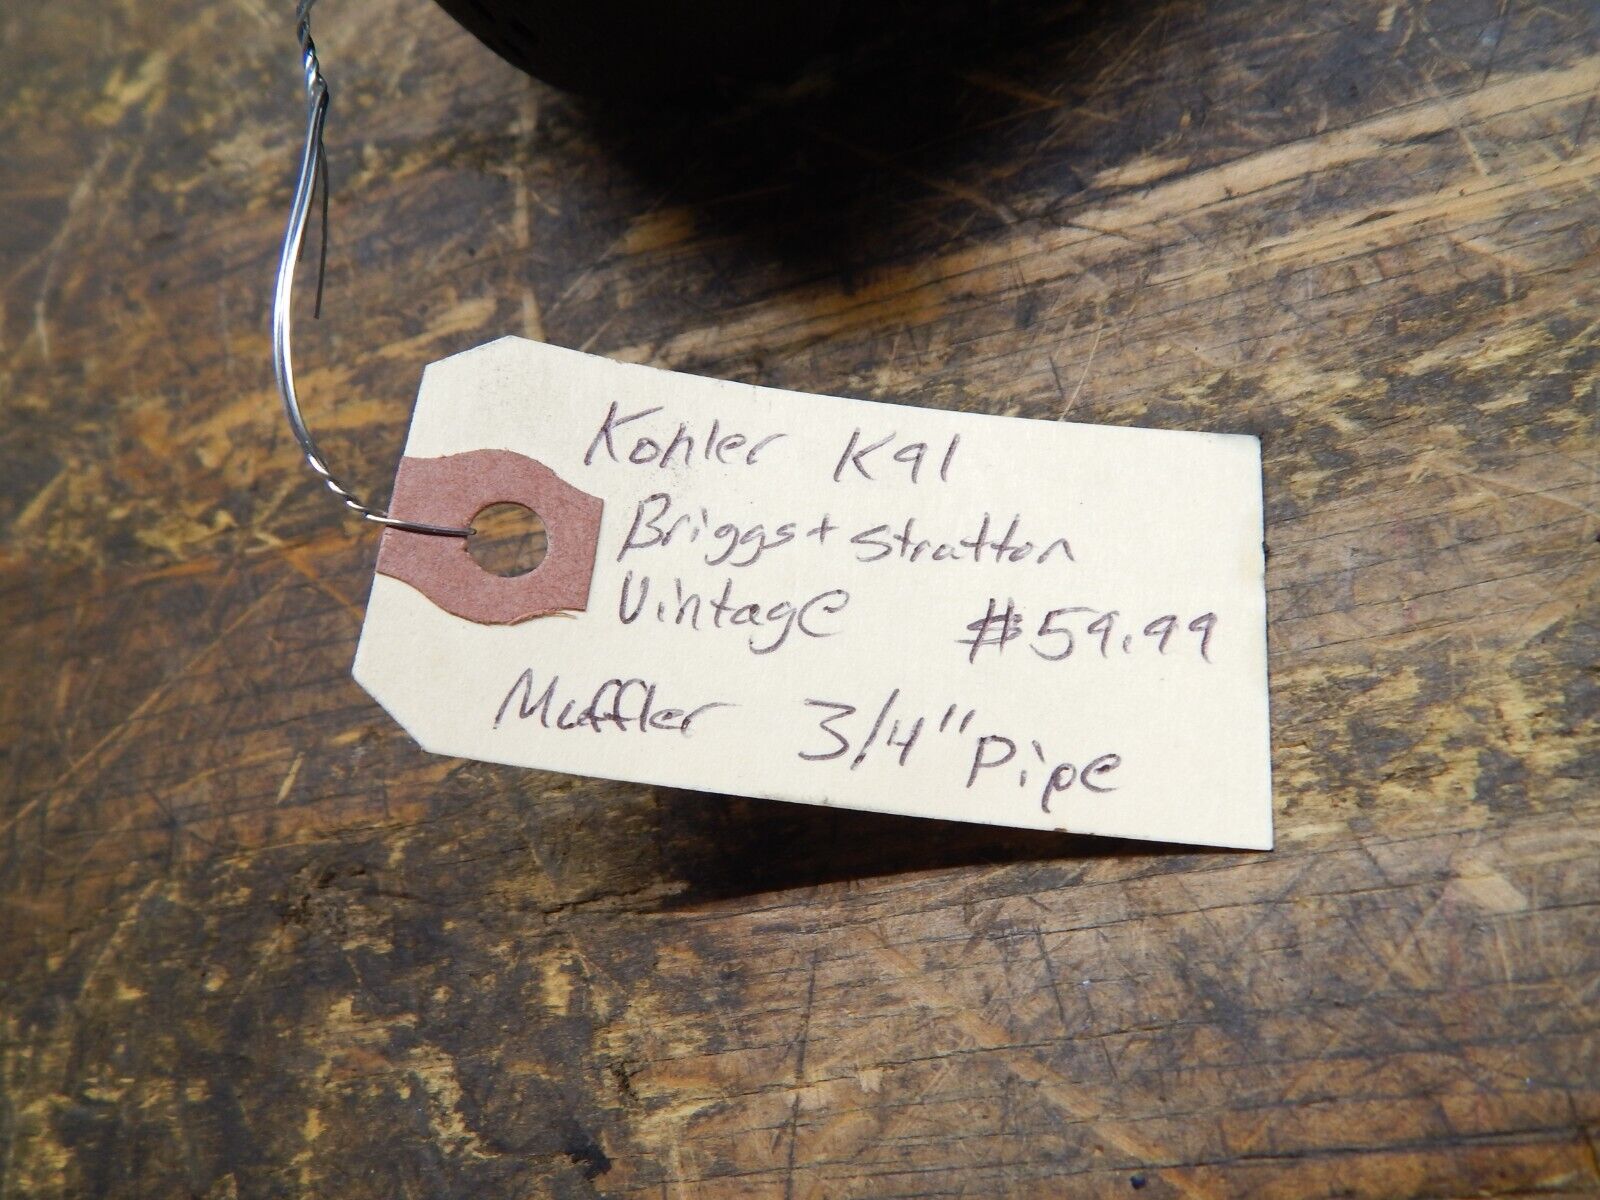 Kohler K91
Briggs + Stratton
Vintage $59.99
Muffler 3/4" Pipe